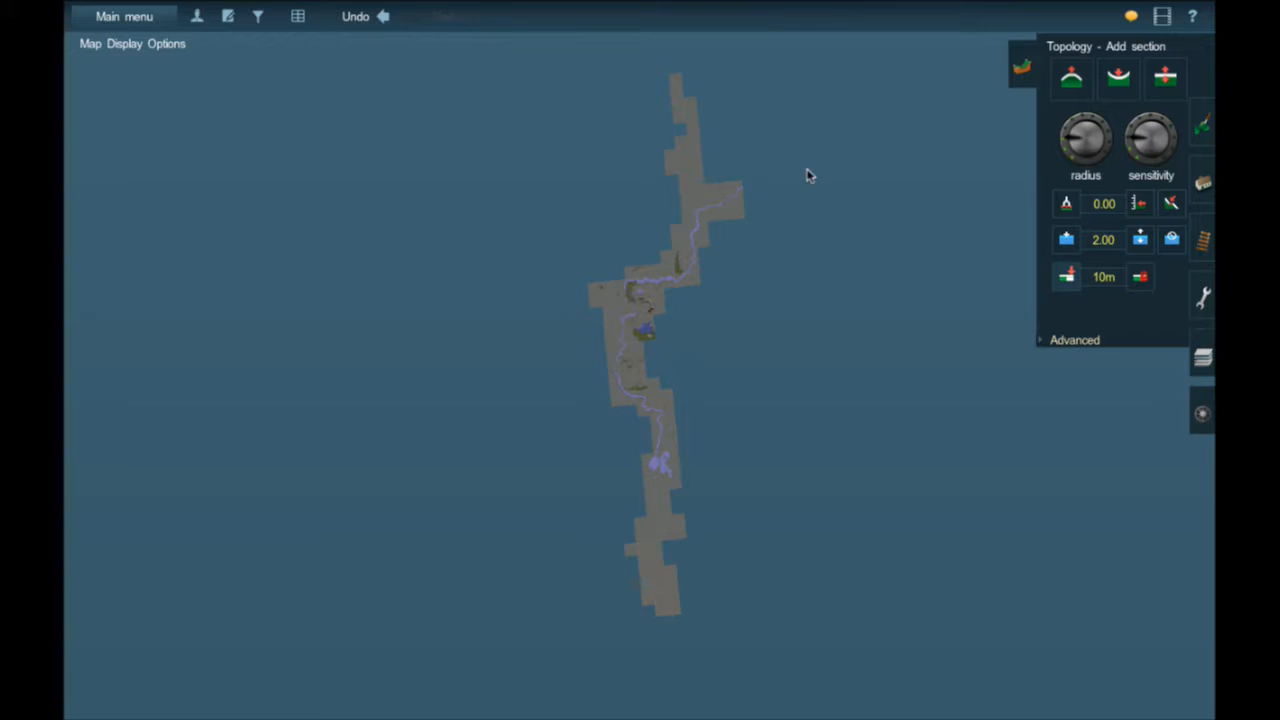 Main menu
Undo
?
Map Display Options
Topology - Add section
radius
sensitivity
0.00
2.00
10m
Advanced